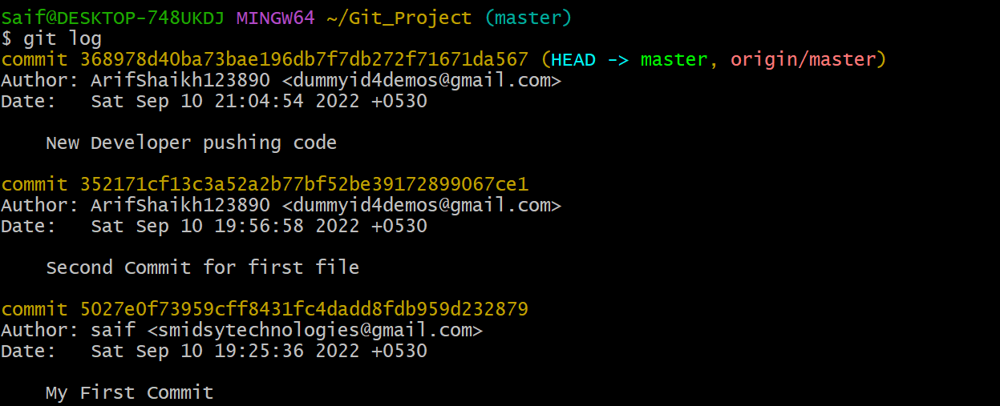 Saif@DESKTOP-748UKDJ MINGW64 ~/Git_Project (master)
$ git log
commit 368978d40ba73bae196db7f7db272f71671da567 (HEAD -> master, origin/master)
Author: ArifShaikh123890 <dummyid4demos@gmail.com>
Date:   Sat Sep 10 21:04:54 2022 +0530
    New Developer pushing code
commit 352171cf13c3a52a2b77bf52be39172899067ce1
Author: ArifShaikh123890 <dummyid4demos@gmail.com>
Date:   Sat Sep 10 19:56:58 2022 +0530
    Second Commit for first file
commit 5027e0f73959cff8431fc4dadd8fdb959d232879
Author: saif <smidsytechnologies@gmail.com>
Date:   Sat Sep 10 19:25:36 2022 +0530
    My First Commit